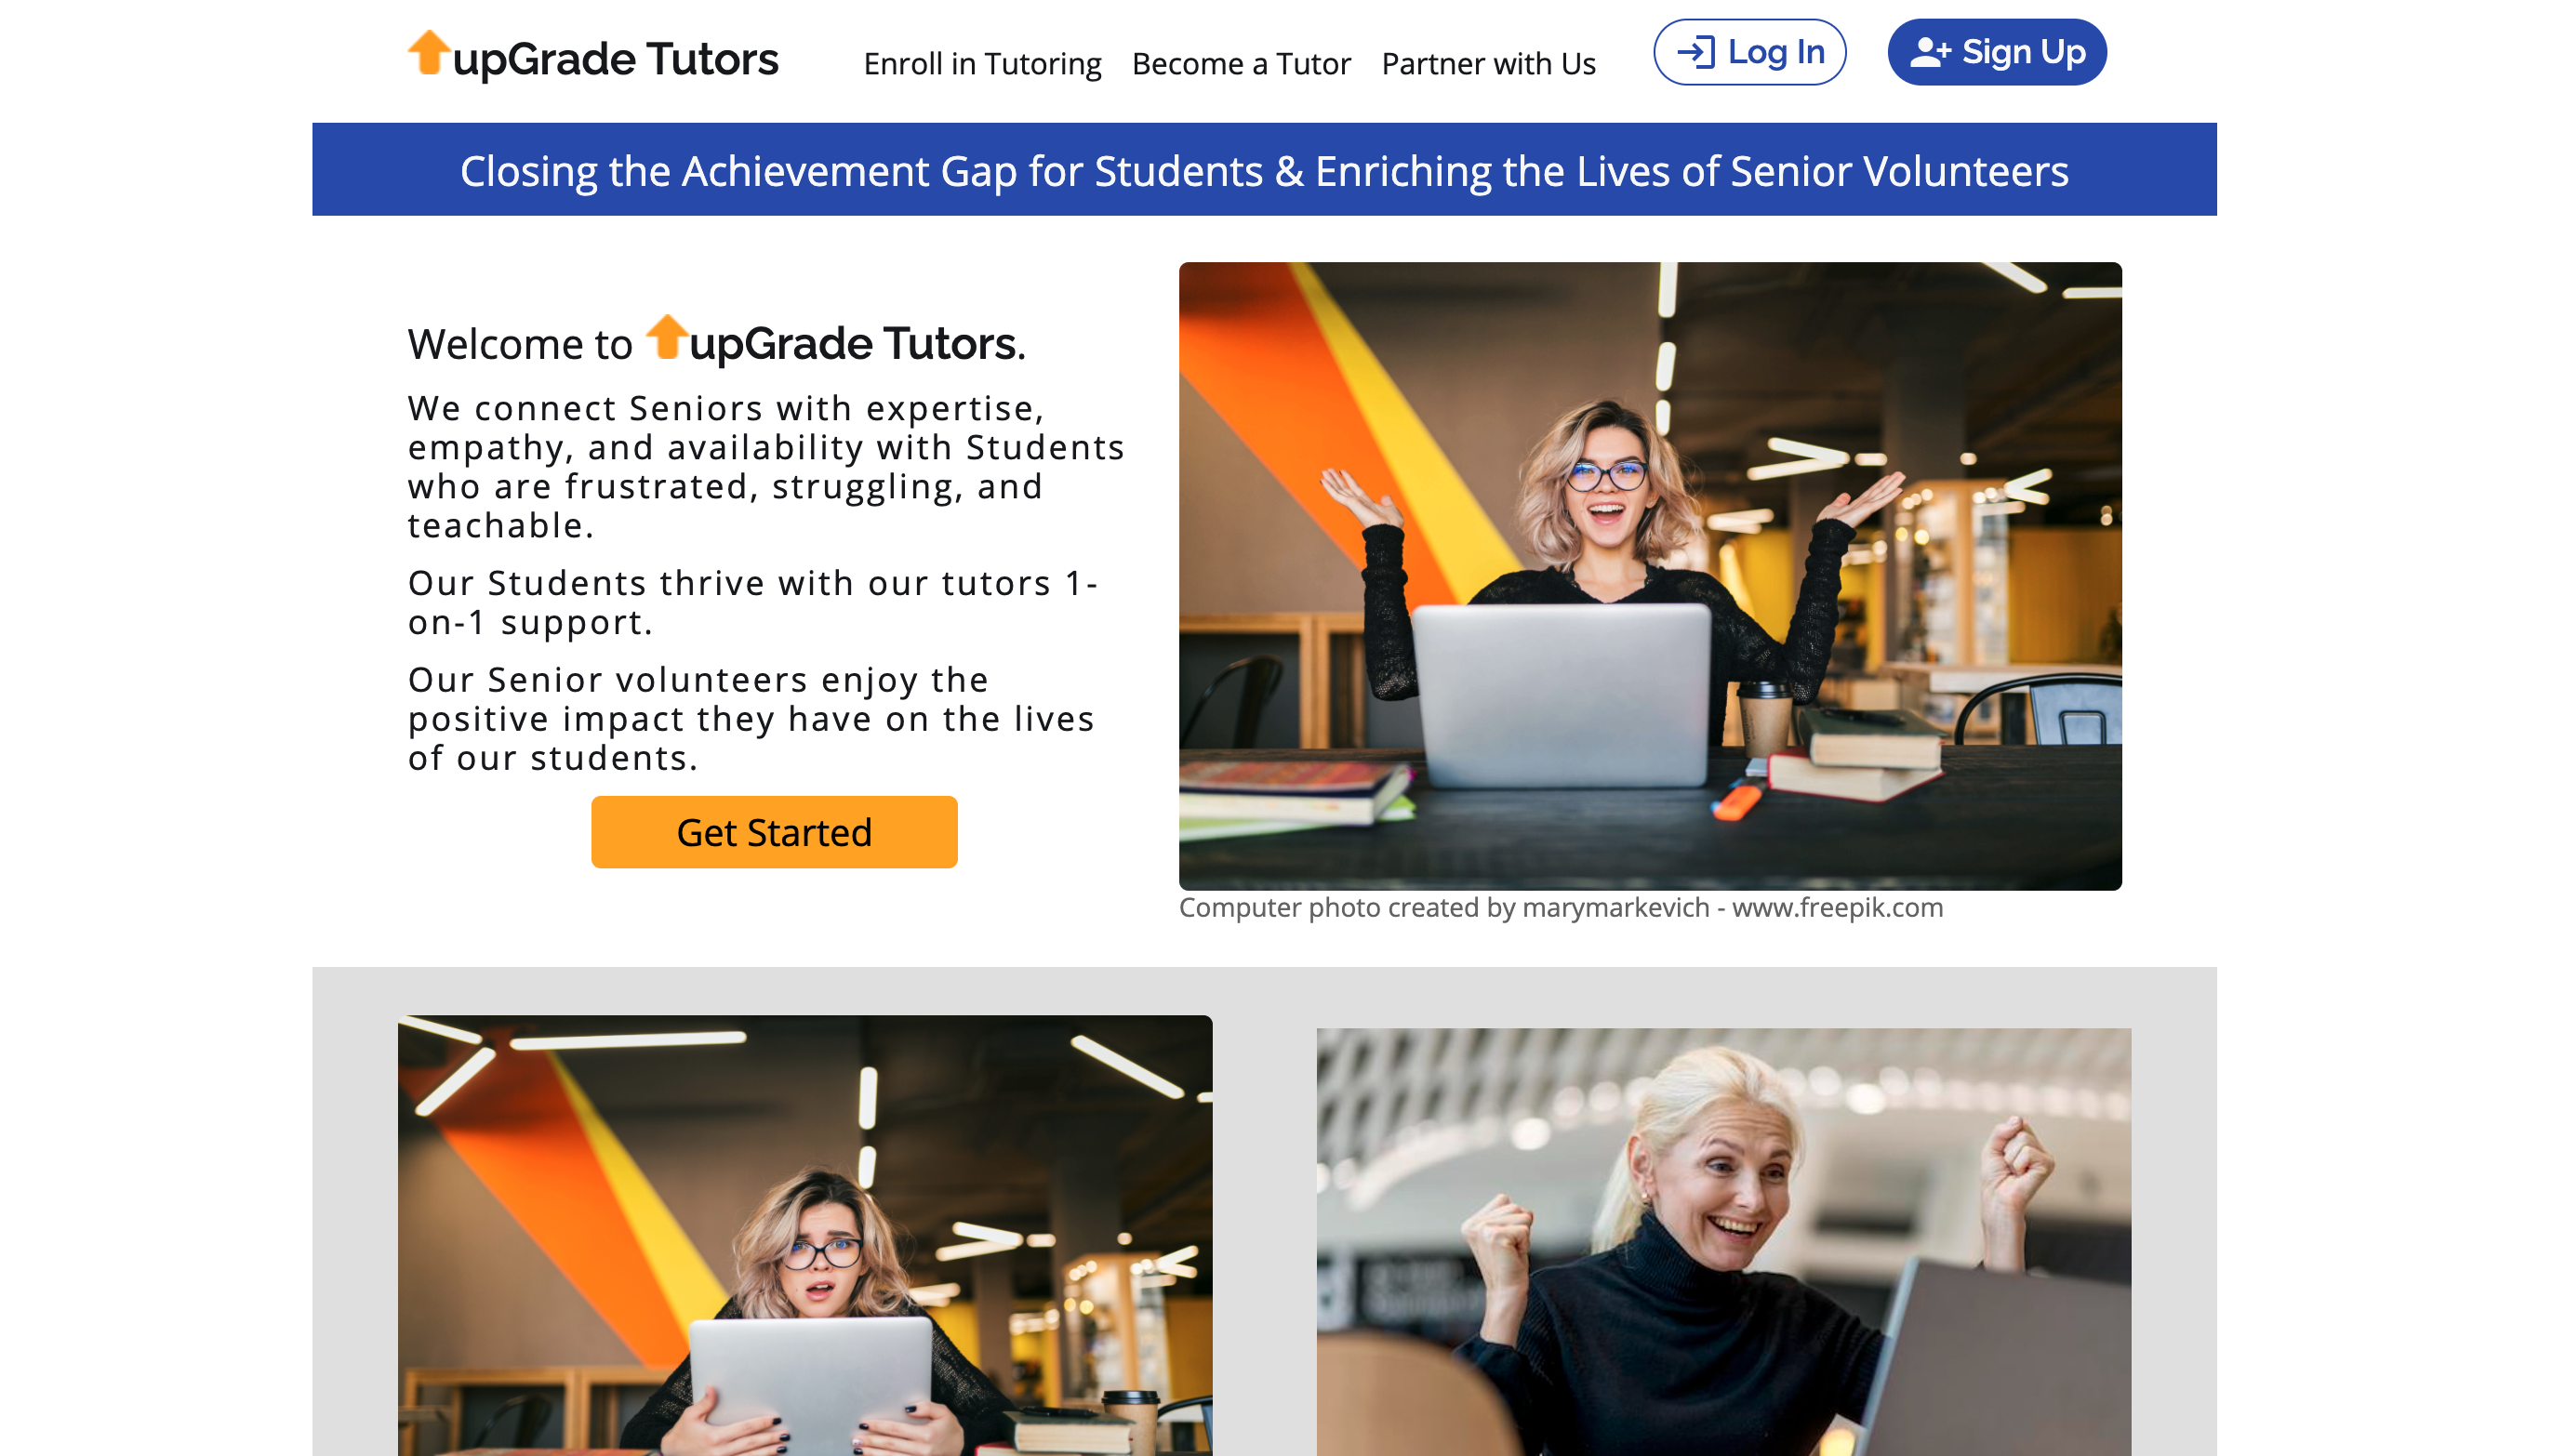 upGrade Tutors
Enroll in Tutoring Become a Tutor Partner with Us Log In Sign Up
Closing the Achievement Gap for Students & Enriching the Lives of Senior Volunteers
Welcome to upGrade Tutors.
We connect Seniors with expertise,
empathy, and availability with Students
who are frustrated, struggling, and
teachable.
Our Students thrive with our tutors 1-
on-1 support.
Our Senior volunteers enjoy the
positive impact they have on the lives
of our students.
Get Started
Computer photo created by marymarkevich - www.freepik.com